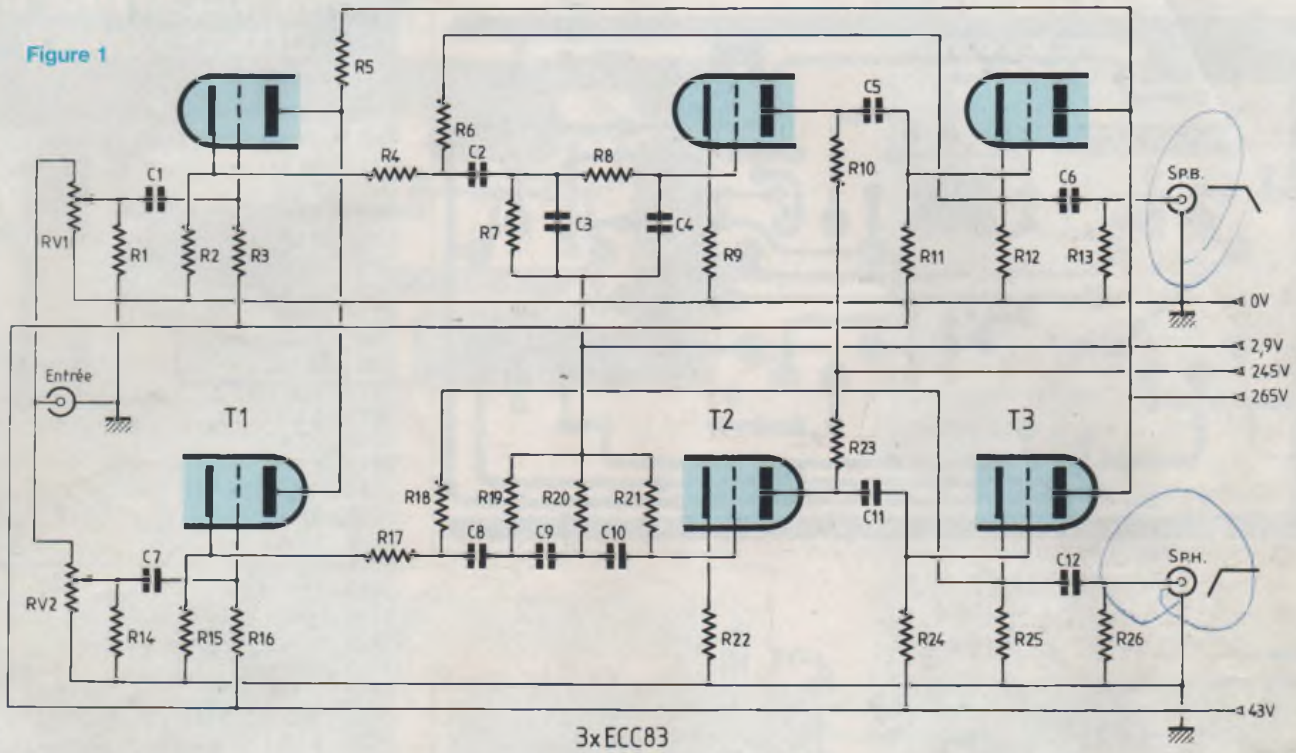 Figure 1
R5
C5
R6
C2
R8
R10
C1
R4
C6
S.P.B.
RV1
R1
R2
R3
R7
C3
C4
R9
R11
R12
R13
0V
2,9V
245V
265V
Entrée
T1
T2
T3
R23
R18
R19
R20
R21
C11
C8
C9
C10
R17
C7
C12
S.P.H.
RV2
R14
R15
R16
R22
R24
R25
R26
43V
3xECC83